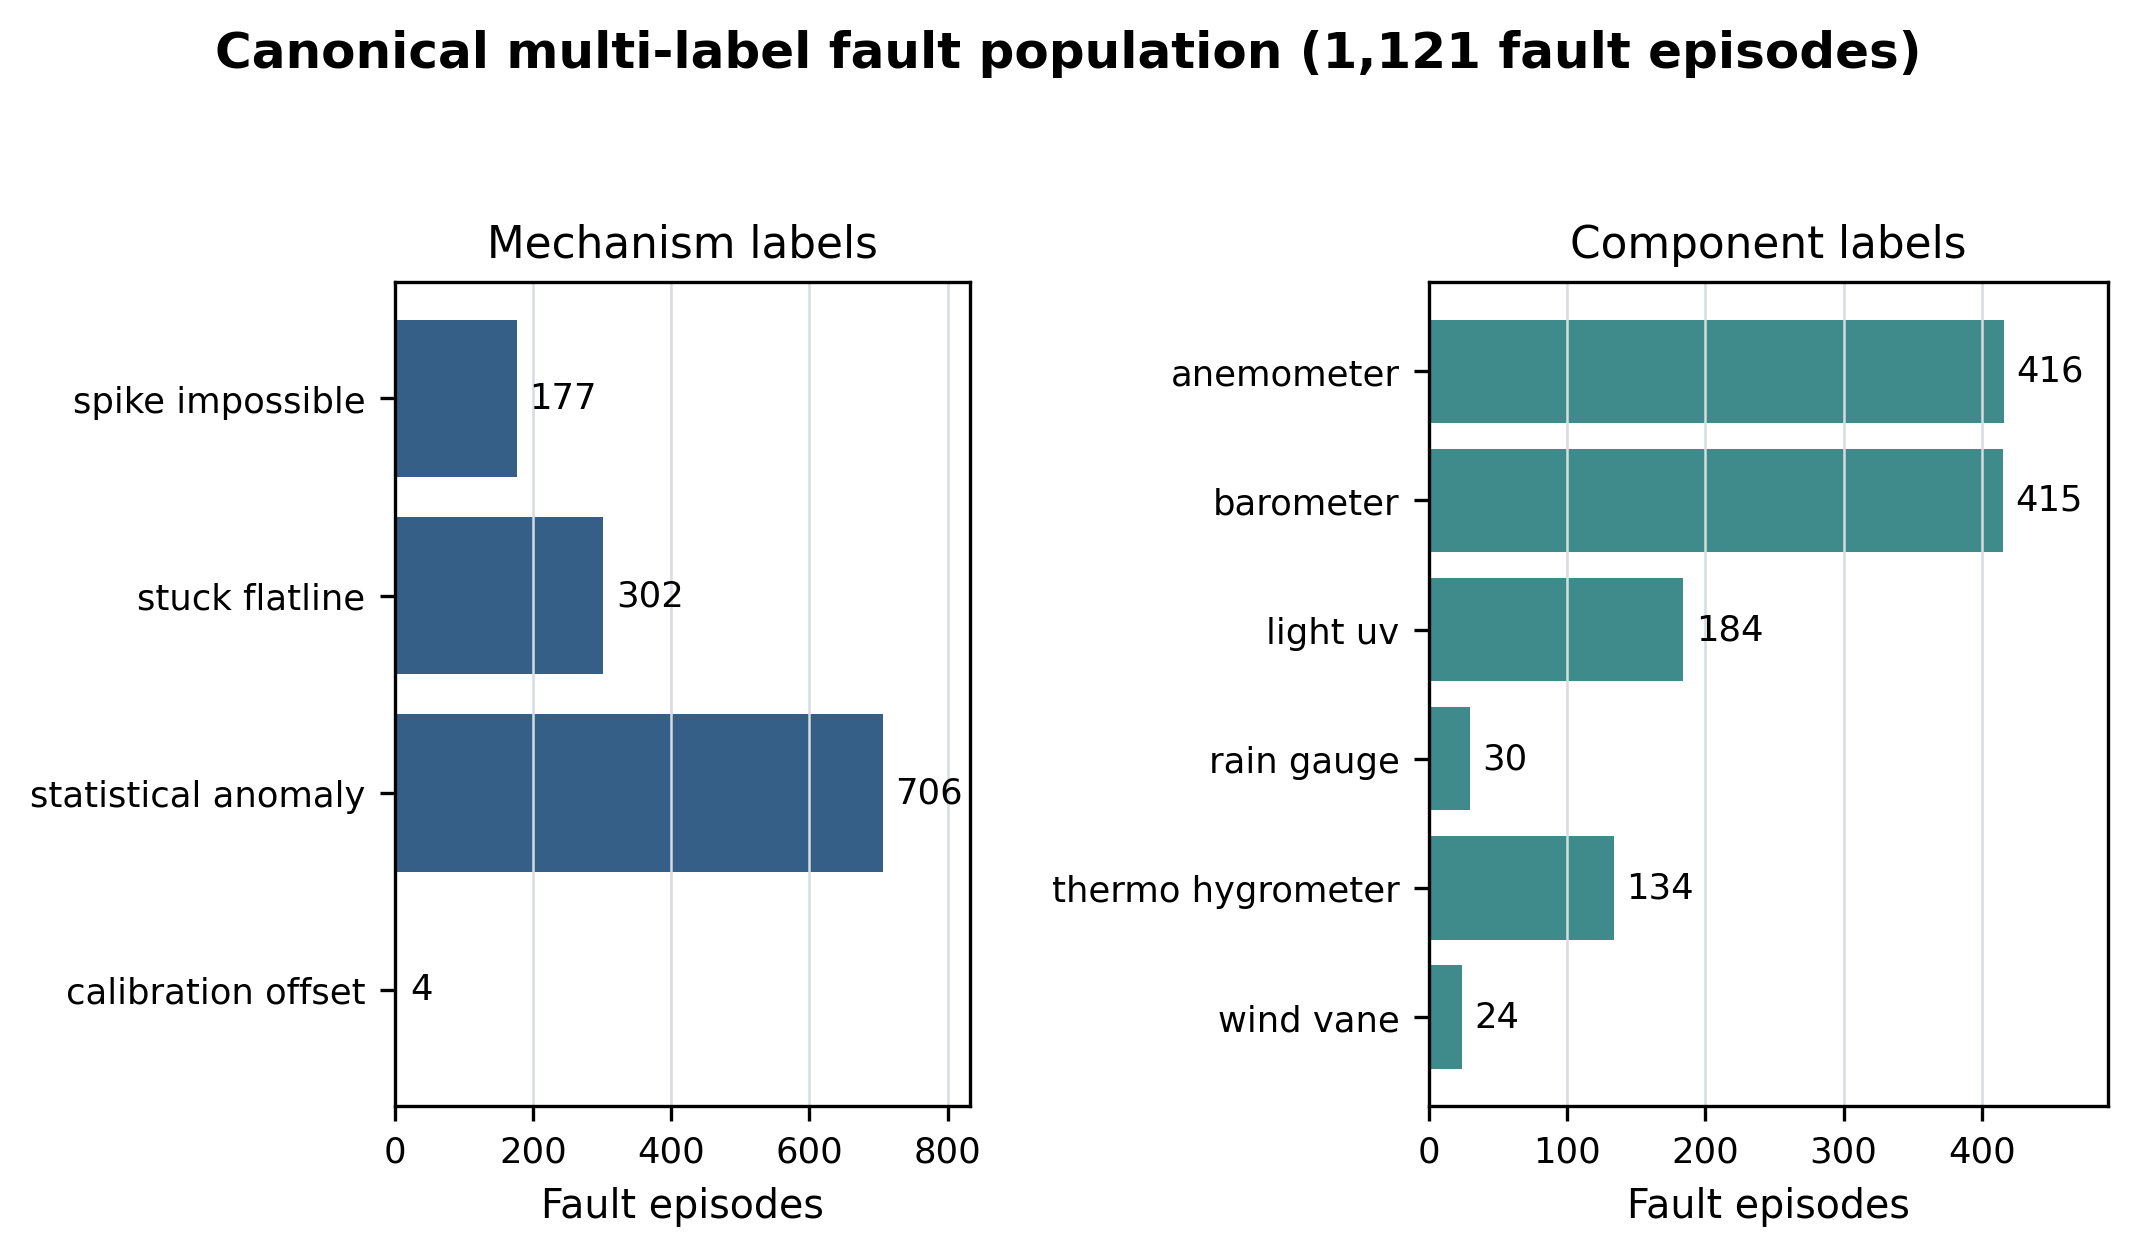 Canonical multi-label fault population (1,121 fault episodes)
Mechanism labels
spike impossible
177
stuck flatline
302
statistical anomaly
706
calibration offset
4
0 200 400 600 800
Fault episodes
Component labels
anemometer
416
barometer
415
light uv
184
rain gauge
30
thermo hygrometer
134
wind vane
24
0 100 200 300 400
Fault episodes